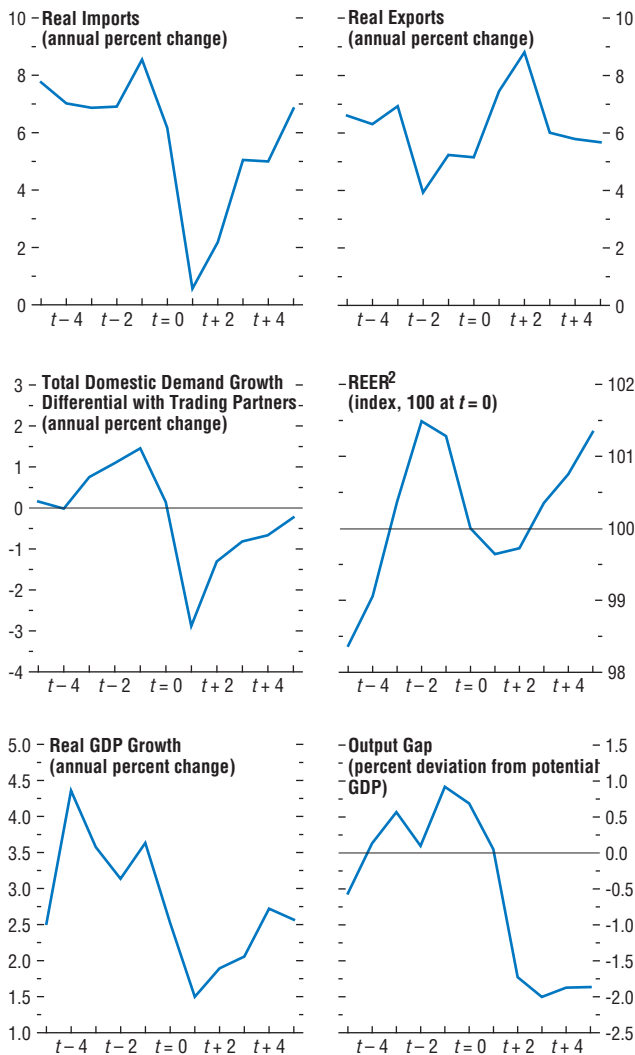 Real Imports
(annual percent change)
10
8
6
4
2
0
t – 4 t – 2 t = 0 t + 2 t + 4
Real Exports
(annual percent change)
10
8
6
4
2
0
t – 4 t – 2 t = 0 t + 2 t + 4
Total Domestic Demand Growth
Differential with Trading Partners
(annual percent change)
3
2
1
0
-1
-2
-3
-4
t – 4 t – 2 t = 0 t + 2 t + 4
REER2
(index, 100 at t = 0)
102
101
100
99
98
t – 4 t – 2 t = 0 t + 2 t + 4
Real GDP Growth
(annual percent change)
5.0
4.5
4.0
3.5
3.0
2.5
2.0
1.5
1.0
t – 4 t – 2 t = 0 t + 2 t + 4
Output Gap
(percent deviation from potential
GDP)
1.5
1.0
0.5
0.0
-0.5
-1.0
-1.5
-2.0
-2.5
t – 4 t – 2 t = 0 t + 2 t + 4